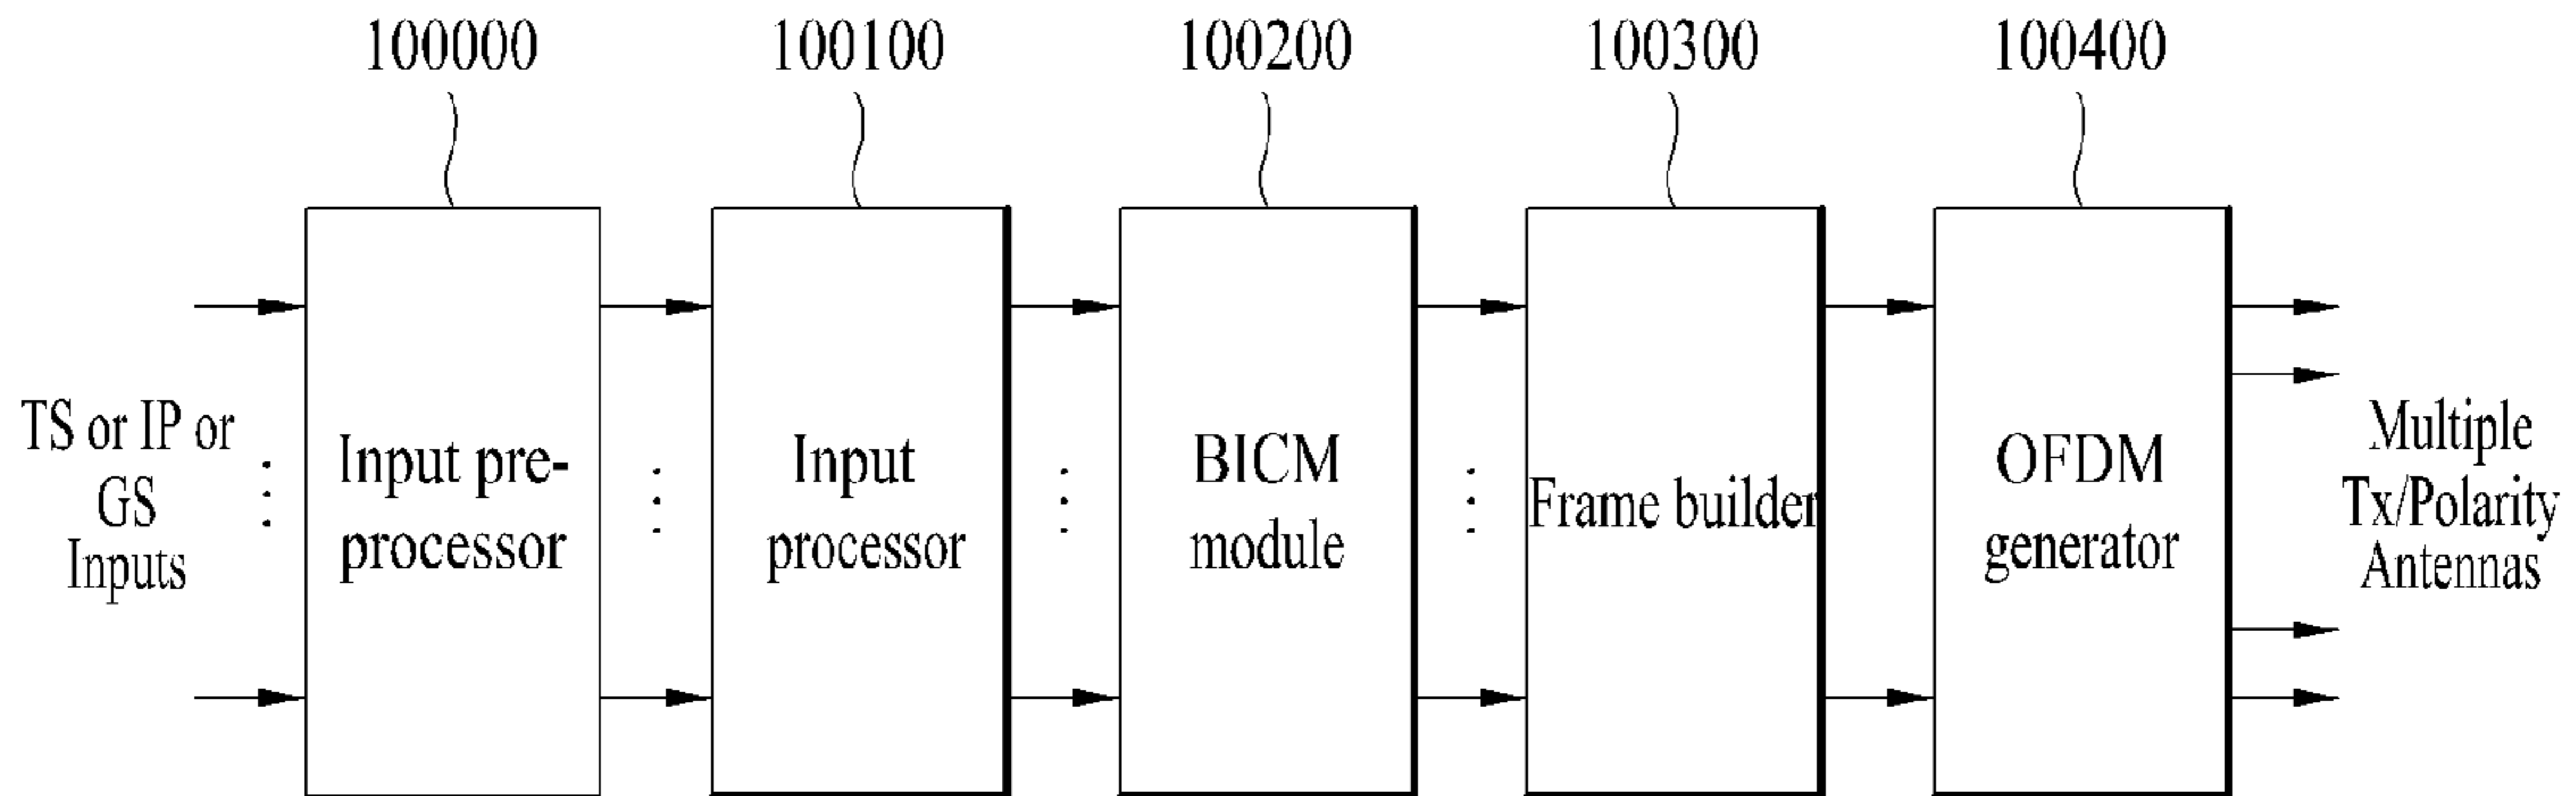 100000
100100
100200
100300
100400
TS or IP or
GS
Inputs
Input pre-
processor
Input
processor
BICM
module
Frame builder
OFDM
generator
Multiple
Tx/Polarity
Antennas